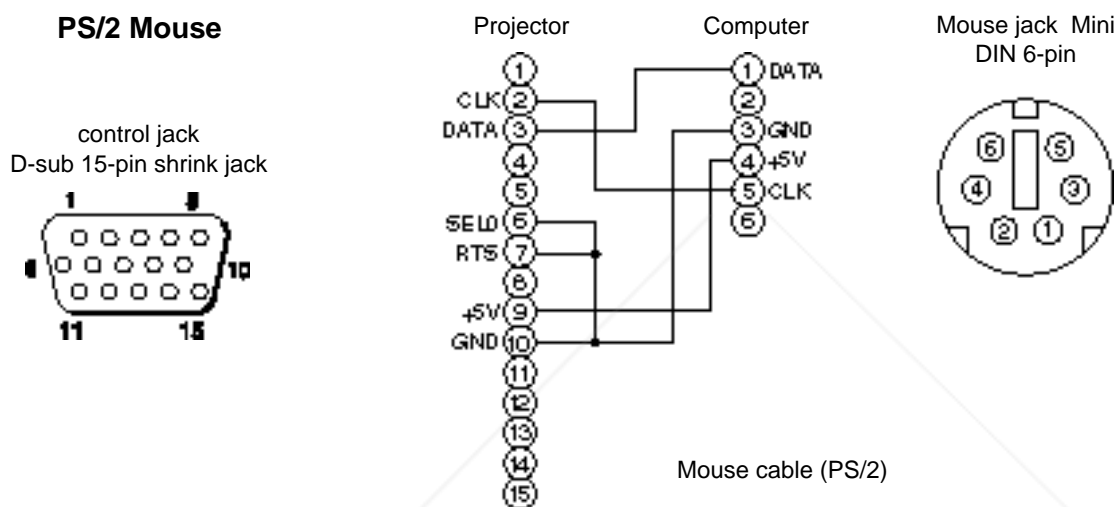 PS/2 Mouse
control jack
D-sub 15-pin shrink jack
1 5
6 10
11 15
Projector Computer
1
CLK 2
DATA 3
4
5
SEL0 6
RTS 7
8
+5V 9
GND 10
11
12
13
14
15
1 DATA
2
3 GND
4 +5V
5 CLK
6
Mouse cable (PS/2)
Mouse jack Mini
DIN 6-pin
6 5
4 3
2 1